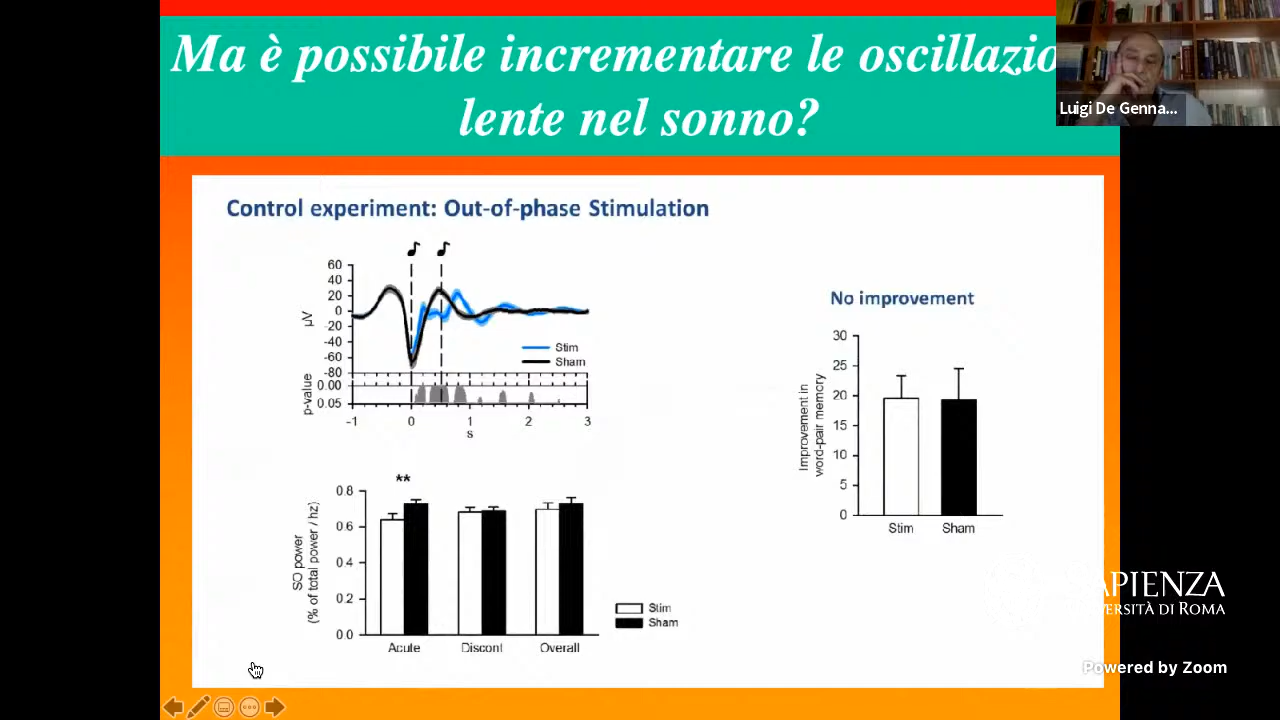 Ma è possibile incrementare le oscillazio
lente nel sonno?
Luigi De Genna...
Control experiment: Out-of-phase Stimulation
60
40
20
0
-20
-40
-60
-80
µV
Stim
Sham
0.00
0.05
p-value
-1
0
1
2
3
s
No improvement
30
25
20
15
10
5
0
Improvement in
word-pair memory
Stim
Sham
**
0.8
0.6
0.4
0.2
0.0
SO power
(% of total power / hz)
Acute
Discont
Overall
Stim
Sham
APIENZA
ERSITÀ DI ROMA
Powered by Zoom